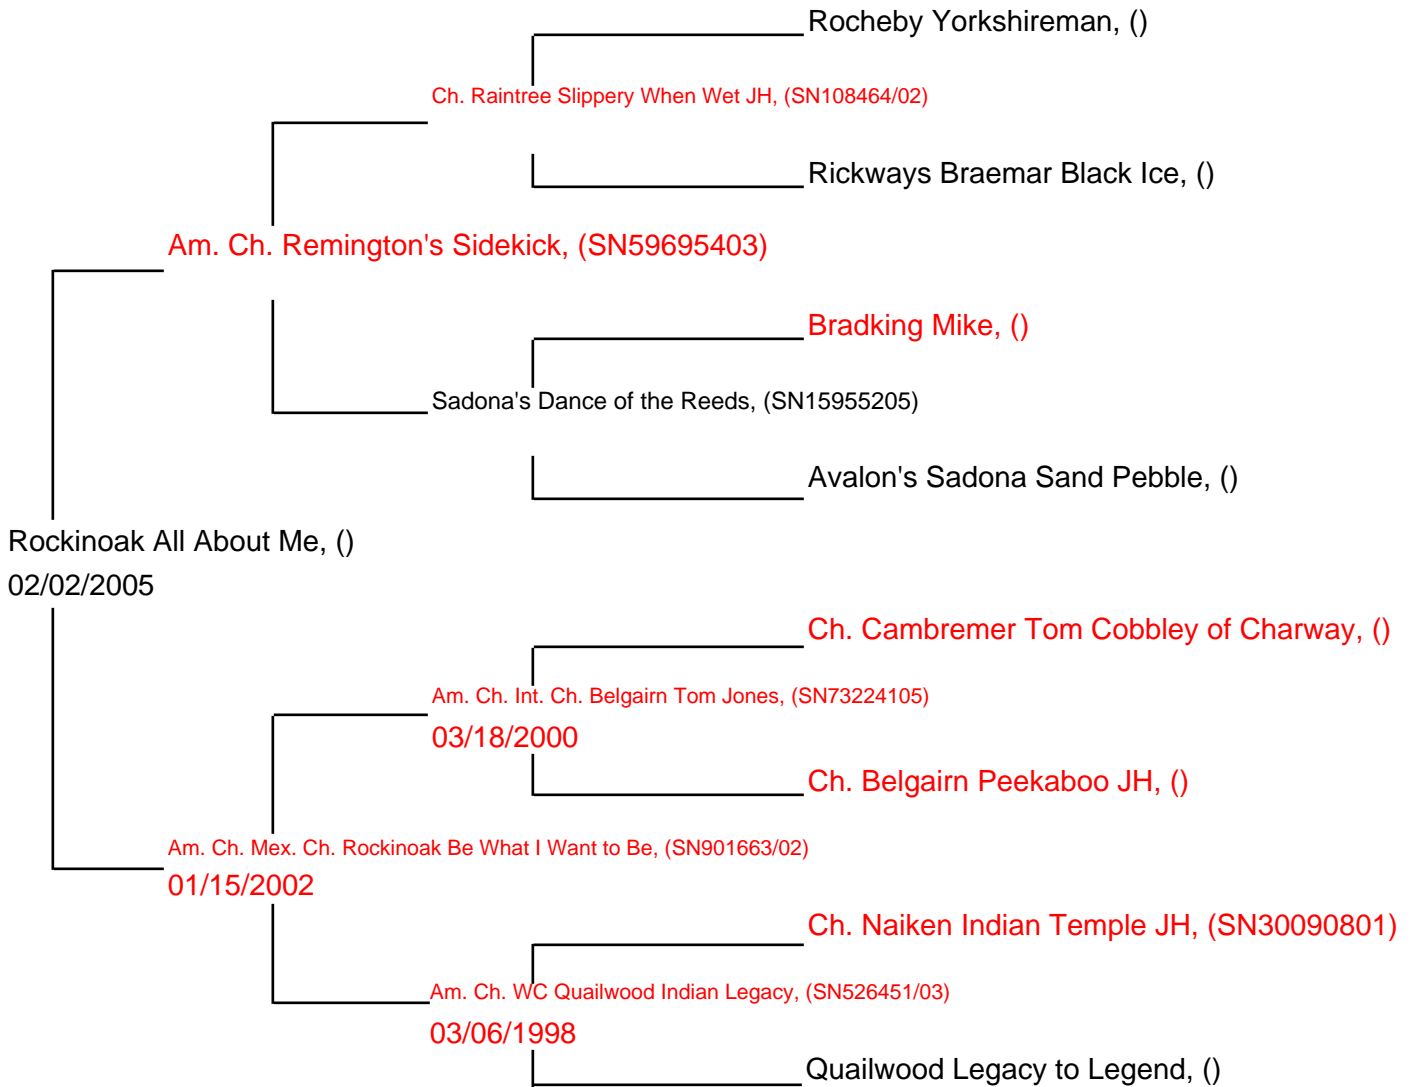 Rocheby Yorkshireman, ()
Ch. Raintree Slippery When Wet JH, (SN108464/02)
Rickways Braemar Black Ice, ()
Am. Ch. Remington's Sidekick, (SN59695403)
Bradking Mike, ()
Sadona's Dance of the Reeds, (SN15955205)
Avalon's Sadona Sand Pebble, ()
Rockinoak All About Me, ()
02/02/2005
Ch. Cambremer Tom Cobbley of Charway, ()
Am. Ch. Int. Ch. Belgairn Tom Jones, (SN73224105)
03/18/2000
Ch. Belgairn Peekaboo JH, ()
Am. Ch. Mex. Ch. Rockinoak Be What I Want to Be, (SN901663/02)
01/15/2002
Ch. Naiken Indian Temple JH, (SN30090801)
Am. Ch. WC Quailwood Indian Legacy, (SN526451/03)
03/06/1998
Quailwood Legacy to Legend, ()